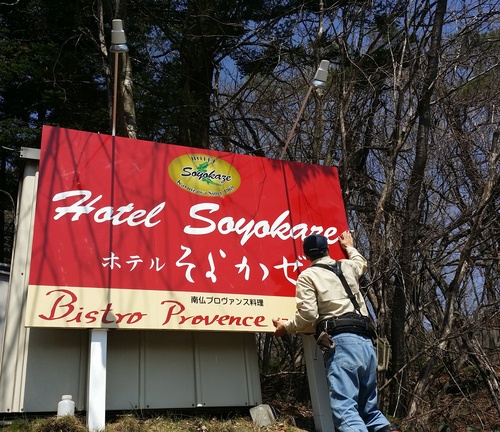 HOTEL
Soyokaze
Hotel Soyokaze
ホテル そよかぜ
南仏プロヴァンス料理
Bistro Provence